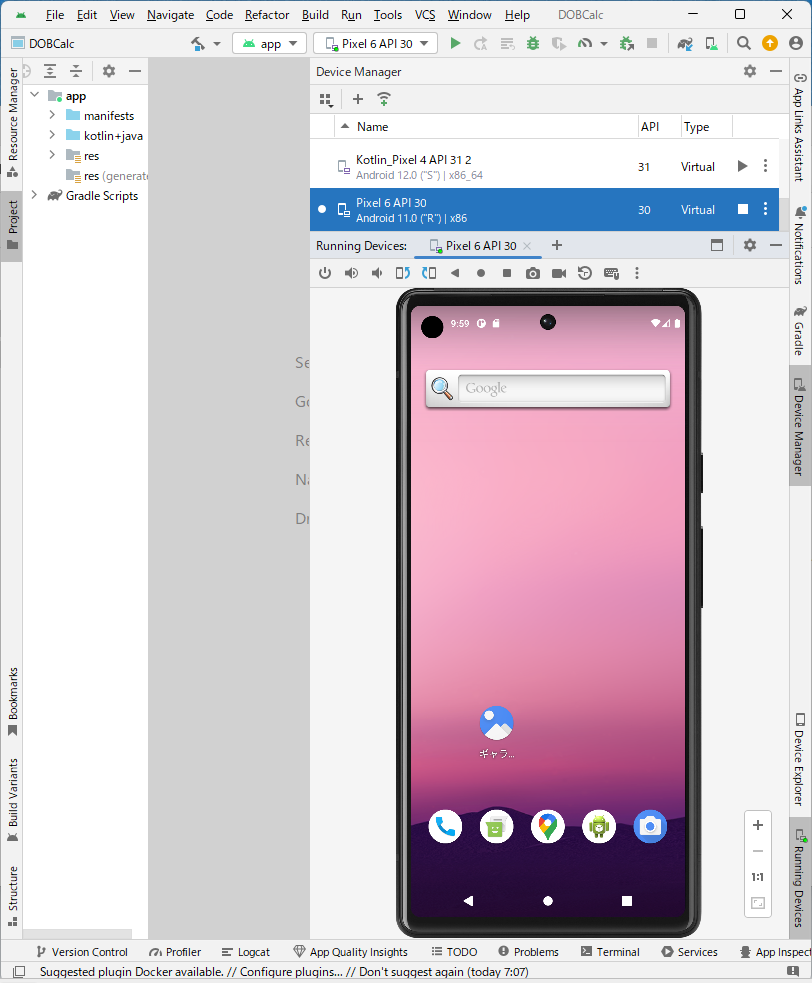 File Edit View Navigate Code Refactor Build Run Tools VCS Window Help DOBCalc
DOBCalc
app
Pixel 6 API 30
Resource Manager
Project
Bookmarks
Build Variants
Structure
app
manifests
kotlin+java
res
res (generate
Gradle Scripts
Se
Go
Re
Na
Dr
Device Manager
Name API Type
Kotlin_Pixel 4 API 31 2
Android 12.0 ("S") | x86_64
31 Virtual
Pixel 6 API 30
Android 11.0 ("R") | x86
30 Virtual
Running Devices: Pixel 6 API 30
9:59
Google
ギャラ...
1:1
App Links Assistant
Notifications
Gradle
Device Manager
Device Explorer
Running Devices
Version Control Profiler Logcat App Quality Insights TODO Problems Terminal Services App Inspect
Suggested plugin Docker available. // Configure plugins... // Don't suggest again (today 7:07)